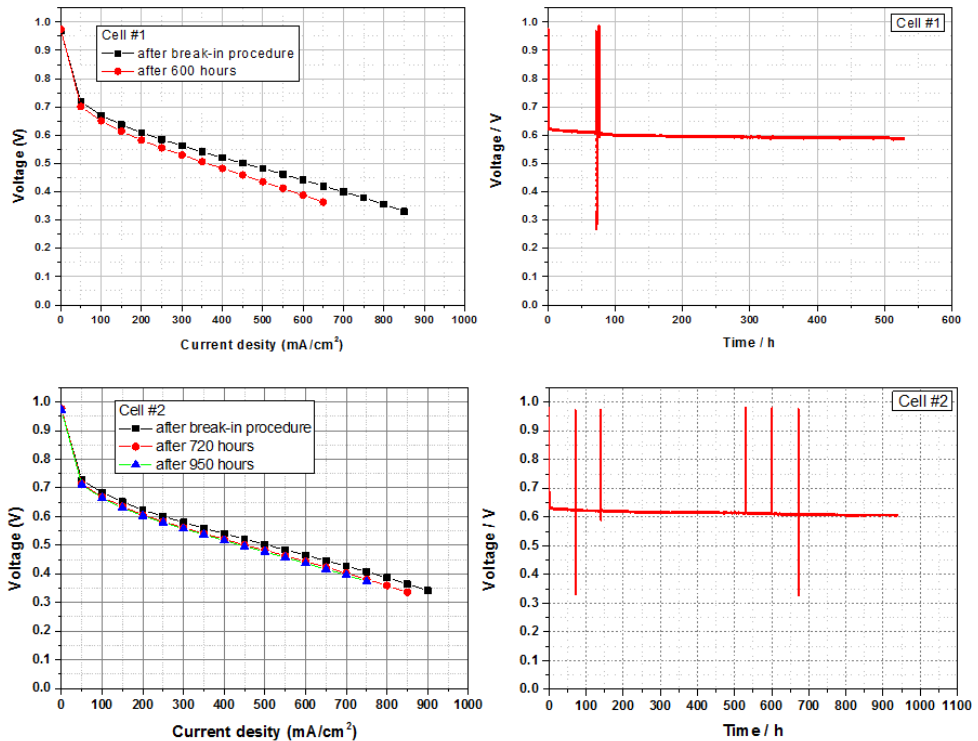 Cell #1
after break-in procedure
after 600 hours
1.0
0.9
0.8
0.7
0.6
0.5
0.4
0.3
0.2
0.1
0.0
Voltage (V)
0 100 200 300 400 500 600 700 800 900 1000
Current desity (mA/cm²)
Cell #1
1.0
0.9
0.8
0.7
0.6
0.5
0.4
0.3
0.2
0.1
0.0
Voltage / V
0 100 200 300 400 500 600
Time / h
Cell #2
after break-in procedure
after 720 hours
after 950 hours
1.0
0.9
0.8
0.7
0.6
0.5
0.4
0.3
0.2
0.1
0.0
Voltage (V)
0 100 200 300 400 500 600 700 800 900 1000
Current desity (mA/cm²)
Cell #2
1.0
0.9
0.8
0.7
0.6
0.5
0.4
0.3
0.2
0.1
0.0
Voltage / V
0 100 200 300 400 500 600 700 800 900 1000 1100
Time / h